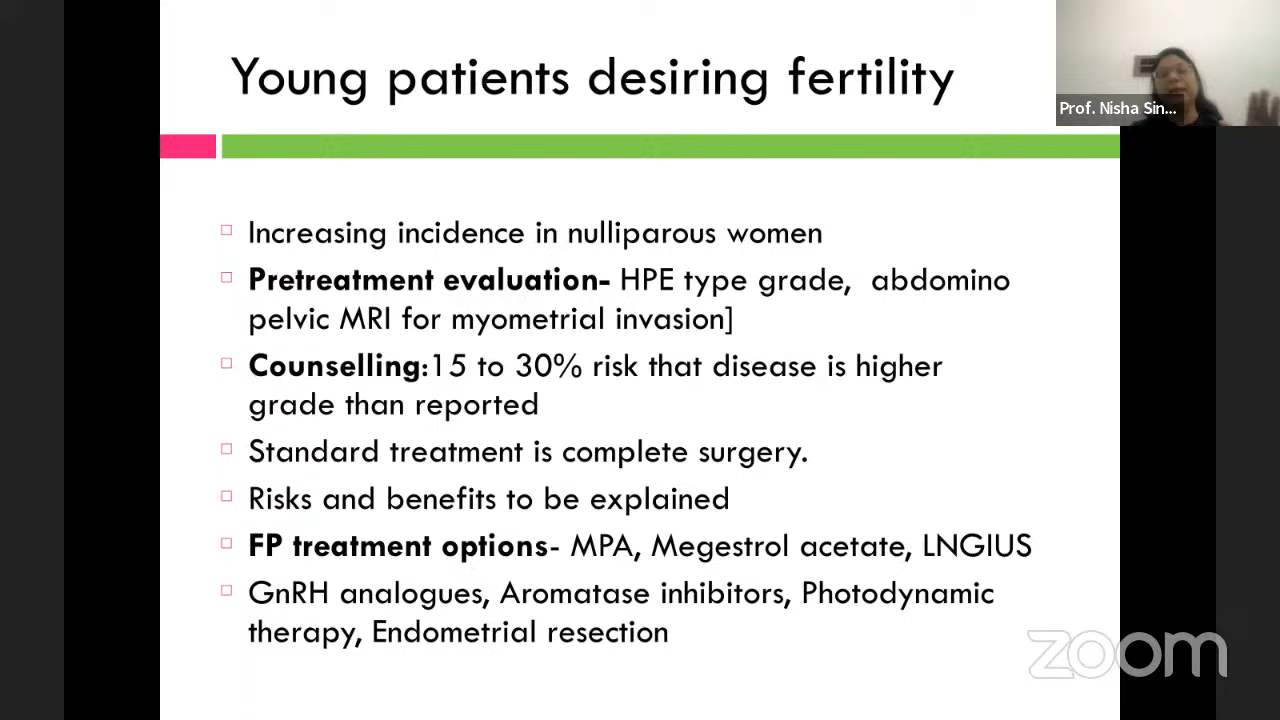 Young patients desiring fertility
Prof. Nisha Sin...
Increasing incidence in nulliparous women
Pretreatment evaluation- HPE type grade, abdomino
pelvic MRI for myometrial invasion]
Counselling:15 to 30% risk that disease is higher
grade than reported
Standard treatment is complete surgery.
Risks and benefits to be explained
FP treatment options- MPA, Megestrol acetate, LNGIUS
GnRH analogues, Aromatase inhibitors, Photodynamic
therapy, Endometrial resection
zoom